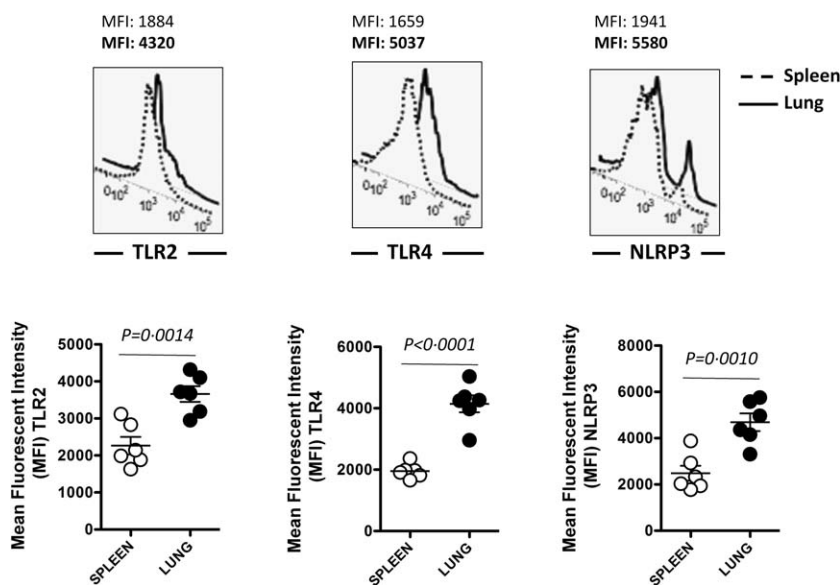 MFI: 1884
MFI: 4320
MFI: 1659
MFI: 5037
MFI: 1941
MFI: 5580
Spleen
Lung
0 10² 10³ 10⁴ 10⁵
0 10² 10³ 10⁴ 10⁵
0 10² 10³ 10⁴ 10⁵
TLR2
TLR4
NLRP3
Mean Fluorescent Intensity
(MFI) TLR2
5000
4000
3000
2000
1000
0
P=0·0014
SPLEEN
LUNG
Mean Fluorescent Intensity
(MFI) TLR4
6000
4000
2000
0
P<0·0001
SPLEEN
LUNG
Mean Fluorescent Intensity
(MFI) NLRP3
8000
6000
4000
2000
0
P=0·0010
SPLEEN
LUNG